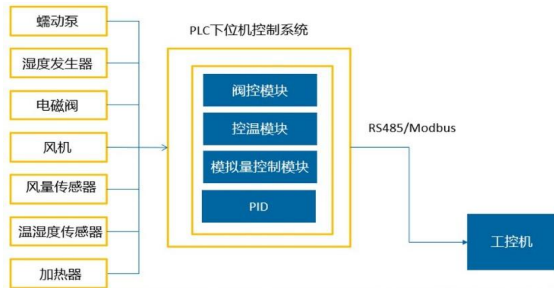 蠕动泵
湿度发生器
电磁阀
风机
风量传感器
温湿度传感器
加热器
PLC下位机控制系统
阀控模块
控温模块
模拟量控制模块
PID
RS485/Modbus
工控机